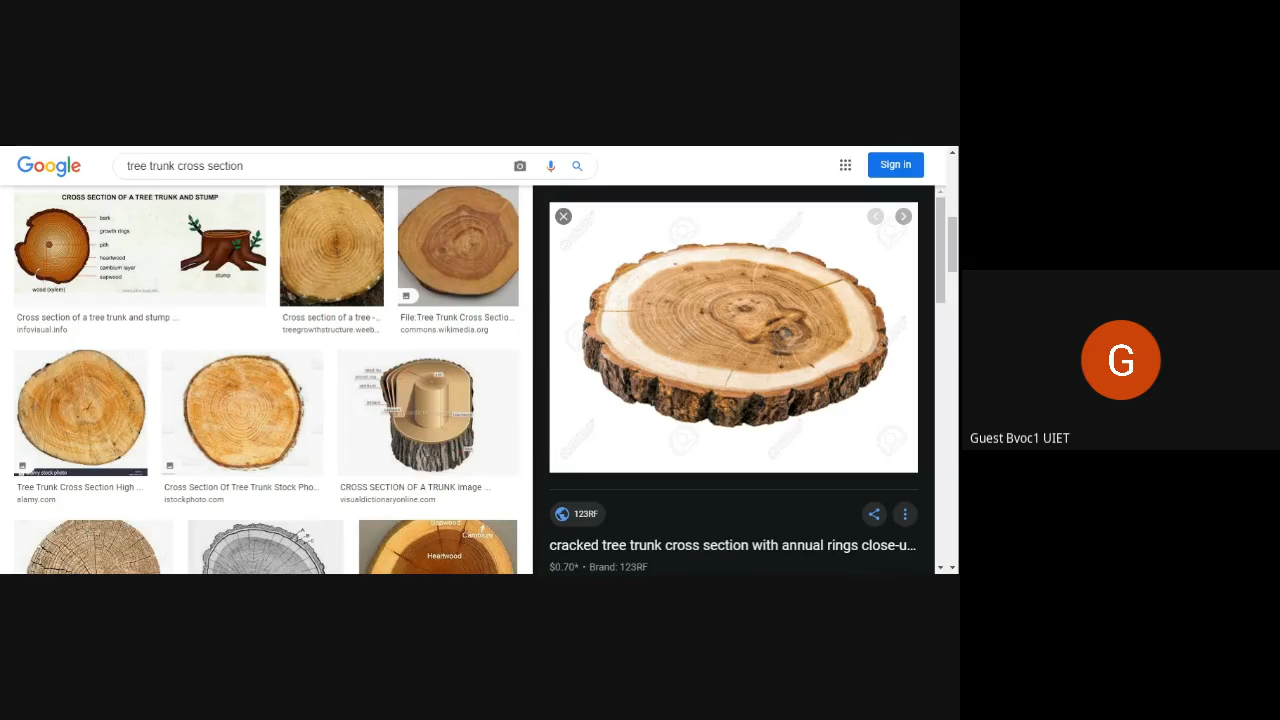 Google
tree trunk cross section
Sign in
CROSS SECTION OF A TREE TRUNK AND STUMP
bark
growth rings
pith
heartwood
cambium layer
sapwood
wood (xylem)
stump
Cross section of a tree trunk and stump ...
infovisual.info
Cross section of a tree -..
treegrowthstructure.weeb..
File:Tree Trunk Cross Sectio...
commons.wikimedia.org
alamy stock photo
Tree Trunk Cross Section High ...
alamy.com
Cross Section Of Tree Trunk Stock Pho...
istockphoto.com
CROSS SECTION OF A TRUNK Image ...
visualdictionaryonline.com
Sapwood
Cambium
Heartwood
A
B
C
123RF
cracked tree trunk cross section with annual rings close-u...
$0.70* • Brand: 123RF
G
Guest Bvoc1 UIET